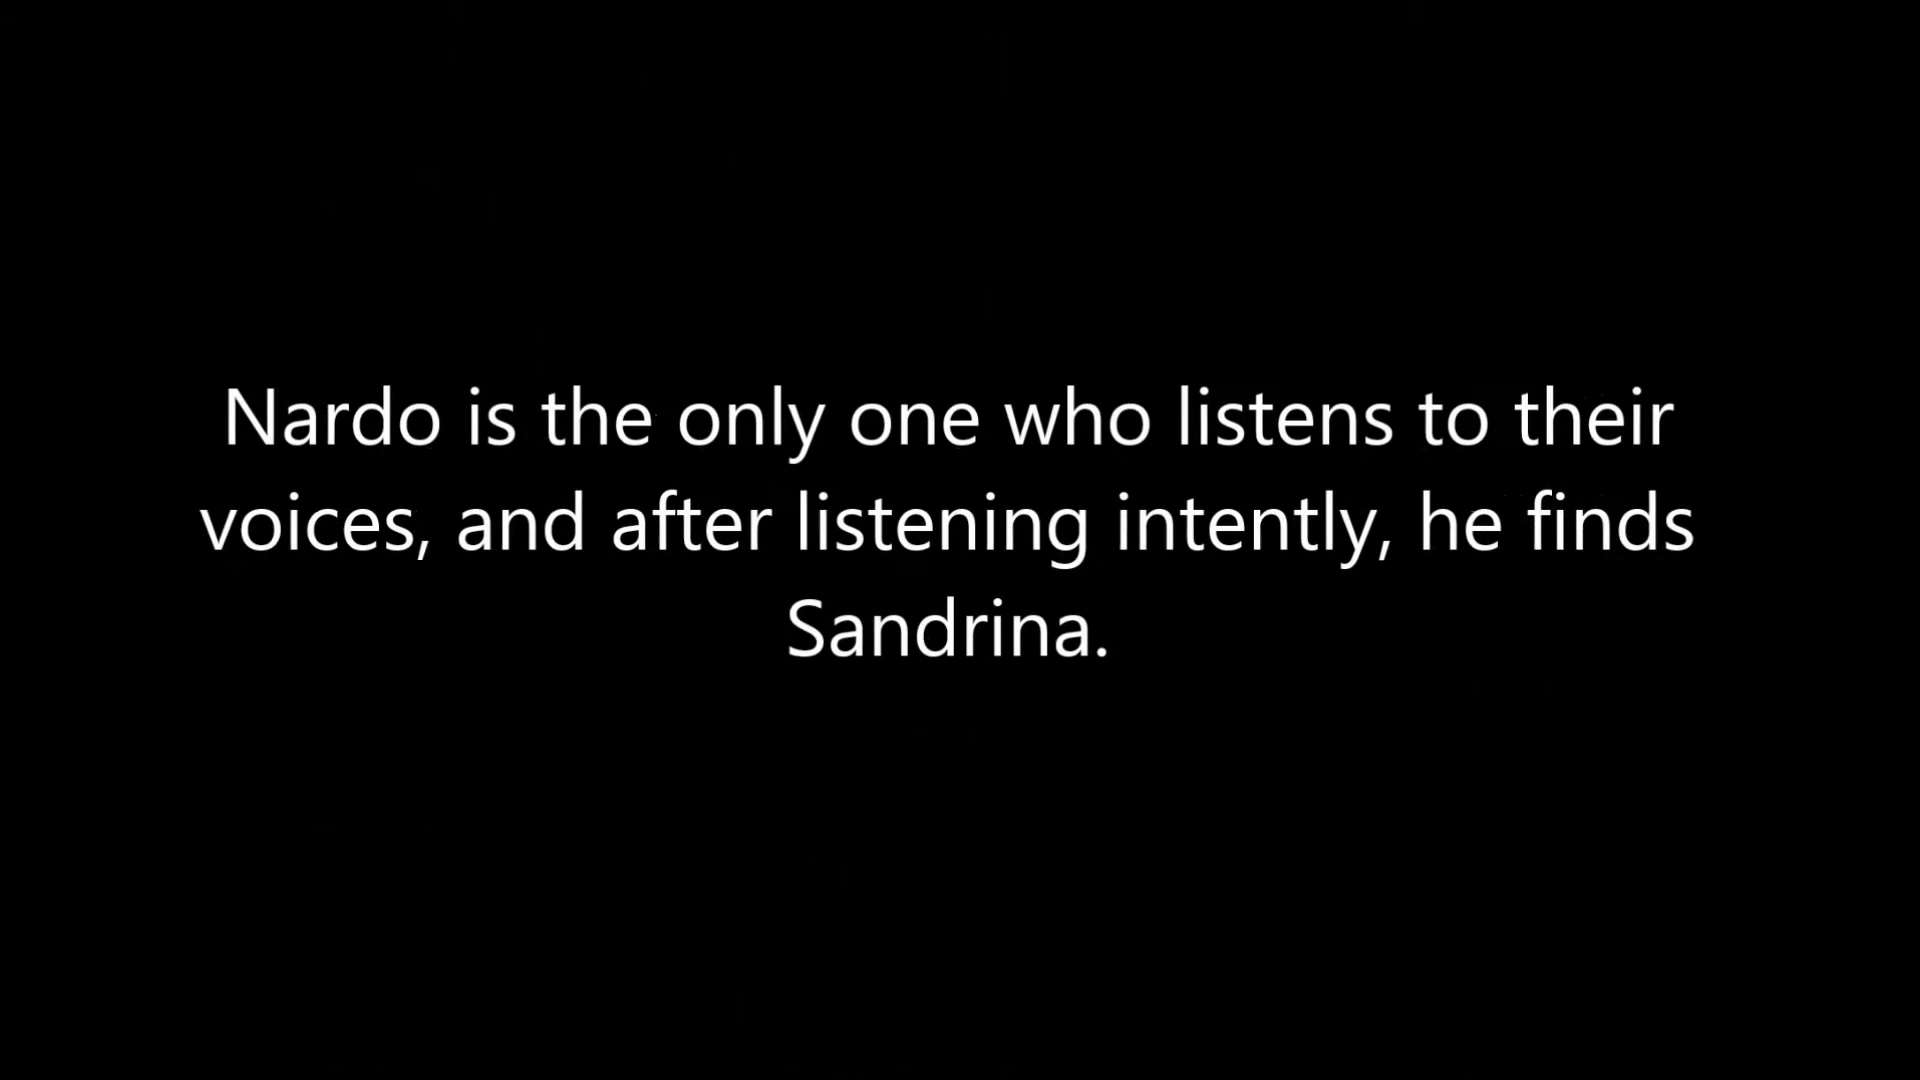 Nardo is the only one who listens to their
voices, and after listening intently, he finds
Sandrina.